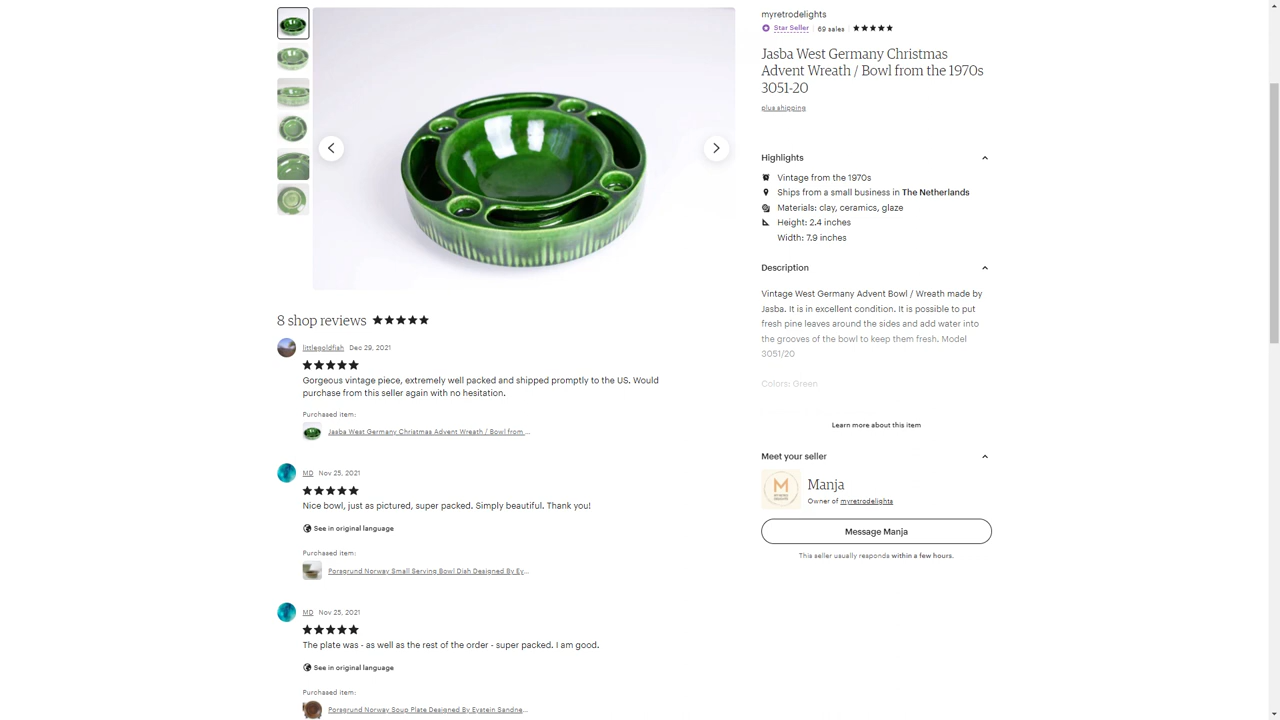 myretrodelights
Star Seller
69 sales
Jasba West Germany Christmas
Advent Wreath / Bowl from the 1970s
3051-20
plus shipping
Highlights
Vintage from the 1970s
Ships from a small business in The Netherlands
Materials: clay, ceramics, glaze
Height: 2.4 inches
Width: 7.9 inches
Description
Vintage West Germany Advent Bowl / Wreath made by
Jasba. It is in excellent condition. It is possible to put
fresh pine leaves around the sides and add water into
the grooves of the bowl to keep them fresh. Model
3051/20
Colors: Green
Learn more about this item
Meet your seller
Manja
Owner of myretrodelights
Message Manja
This seller usually responds within a few hours.
8 shop reviews
littlegoldfish Dec 29, 2021
Gorgeous vintage piece, extremely well packed and shipped promptly to the US. Would
purchase from this seller again with no hesitation.
Purchased item:
Jasba West Germany Christmas Advent Wreath / Bowl from ...
MD Nov 25, 2021
Nice bowl, just as pictured, super packed. Simply beautiful. Thank you!
See in original language
Purchased item:
Porsgrund Norway Small Serving Bowl Dish Designed By Ey...
MD Nov 25, 2021
The plate was - as well as the rest of the order - super packed. I am good.
See in original language
Purchased item:
Porsgrund Norway Soup Plate Designed By Eystein Sandne...